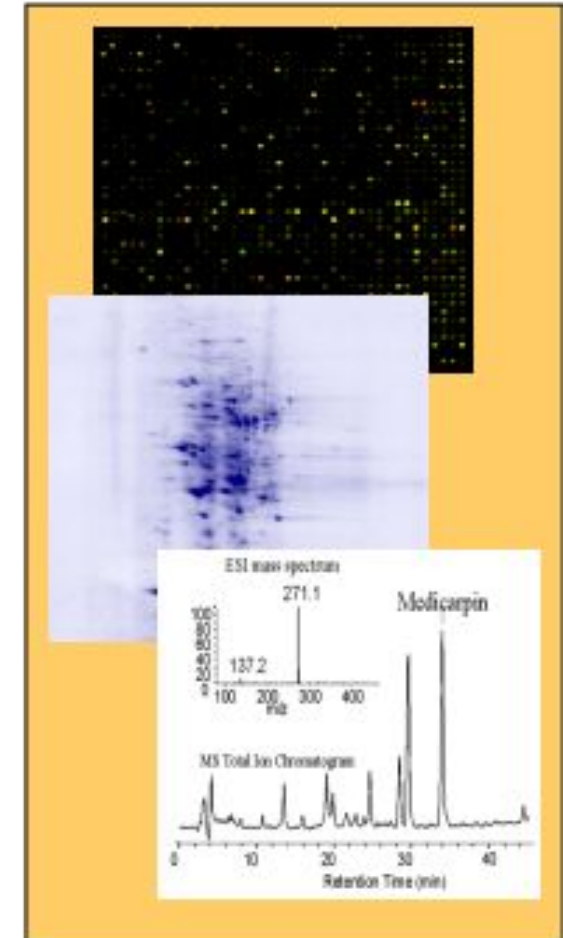 ESI mass spectrum
271.1
Medicarpin
100
80
60
40
20
0
137.2
100 200 300 400
m/z
MS Total Ion Chromatogram
0 10 20 30 40
Retention Time (min)